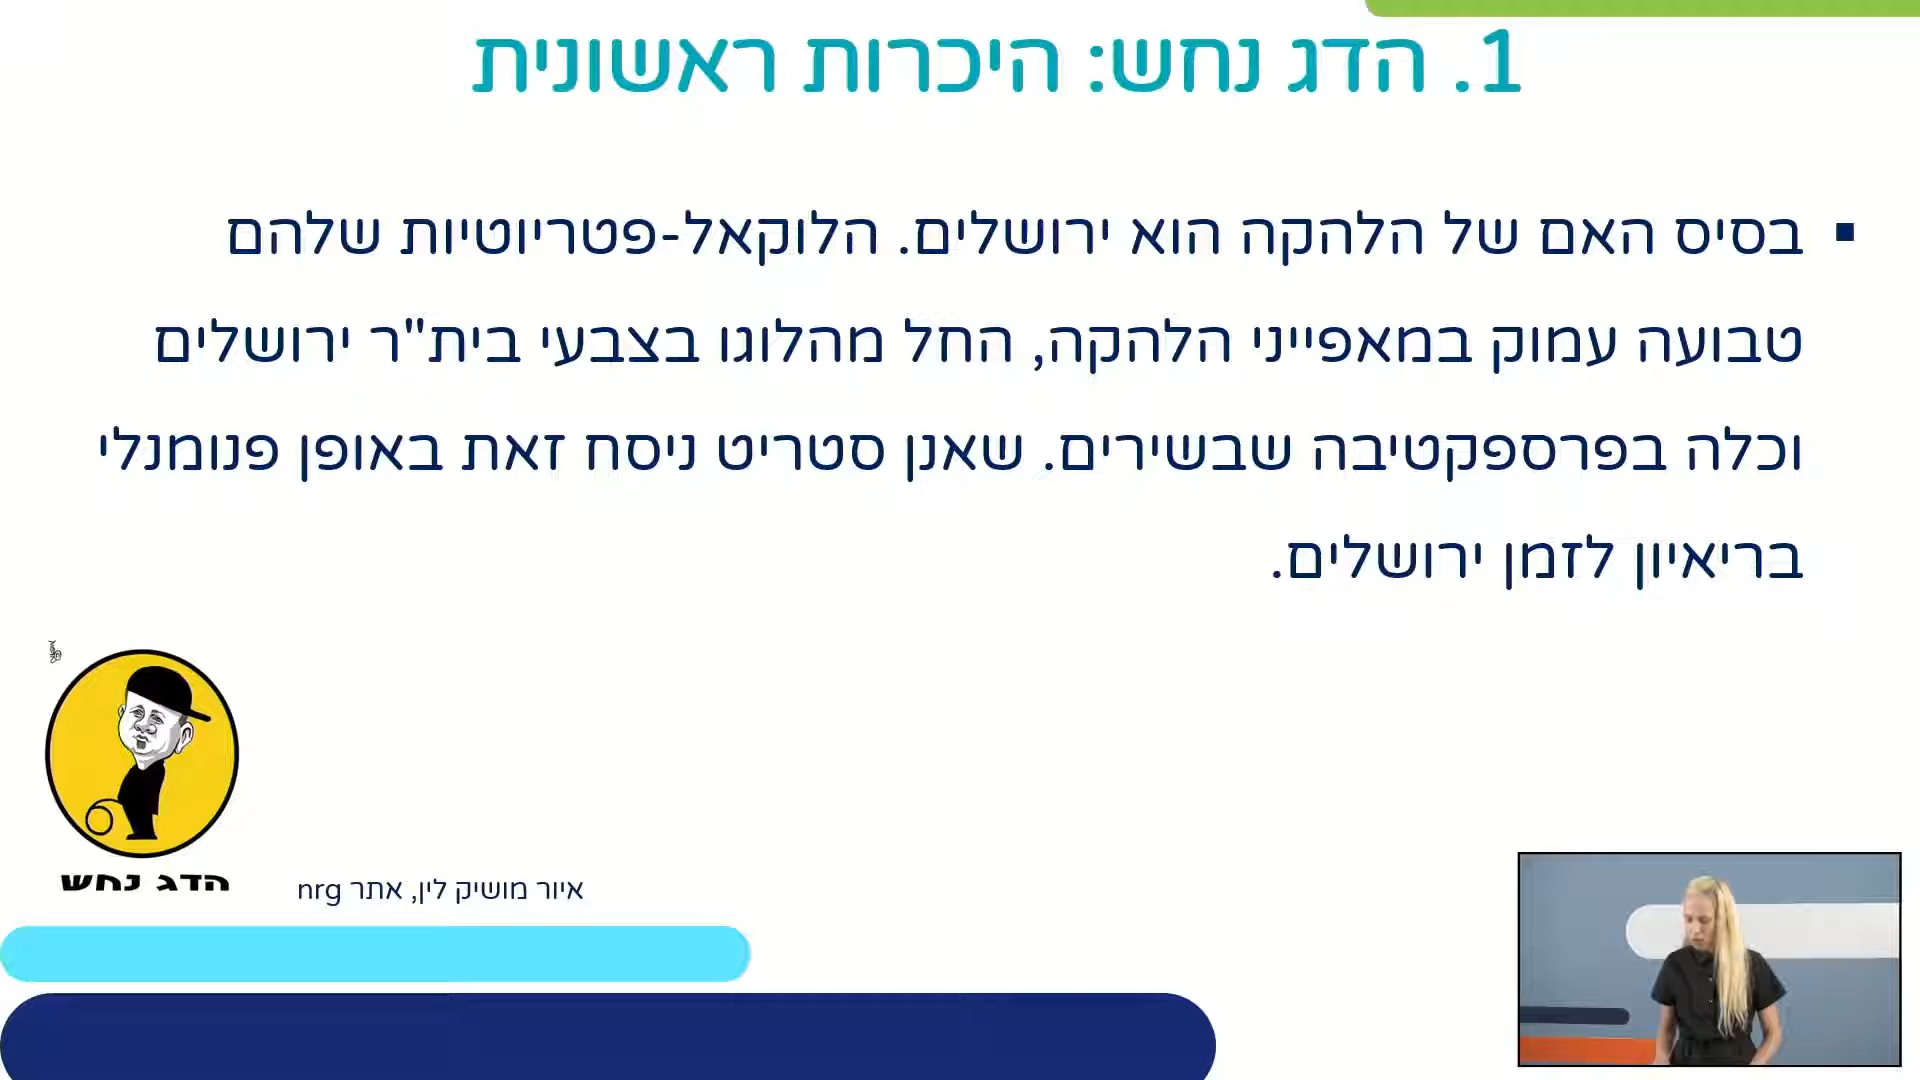 1. הדג נחש: היכרות ראשונית
▪ בסיס האם של הלהקה הוא ירושלים. הלוקאל-פטריוטיות שלהם
טבועה עמוק במאפייני הלהקה, החל מהלוגו בצבעי בית"ר ירושלים
וכלה בפרספקטיבה שבשירים. שאנן סטריט ניסח זאת באופן פנומנלי
בריאיון לזמן ירושלים.
הדג נחש
איור מושיק לין, אתר nrg